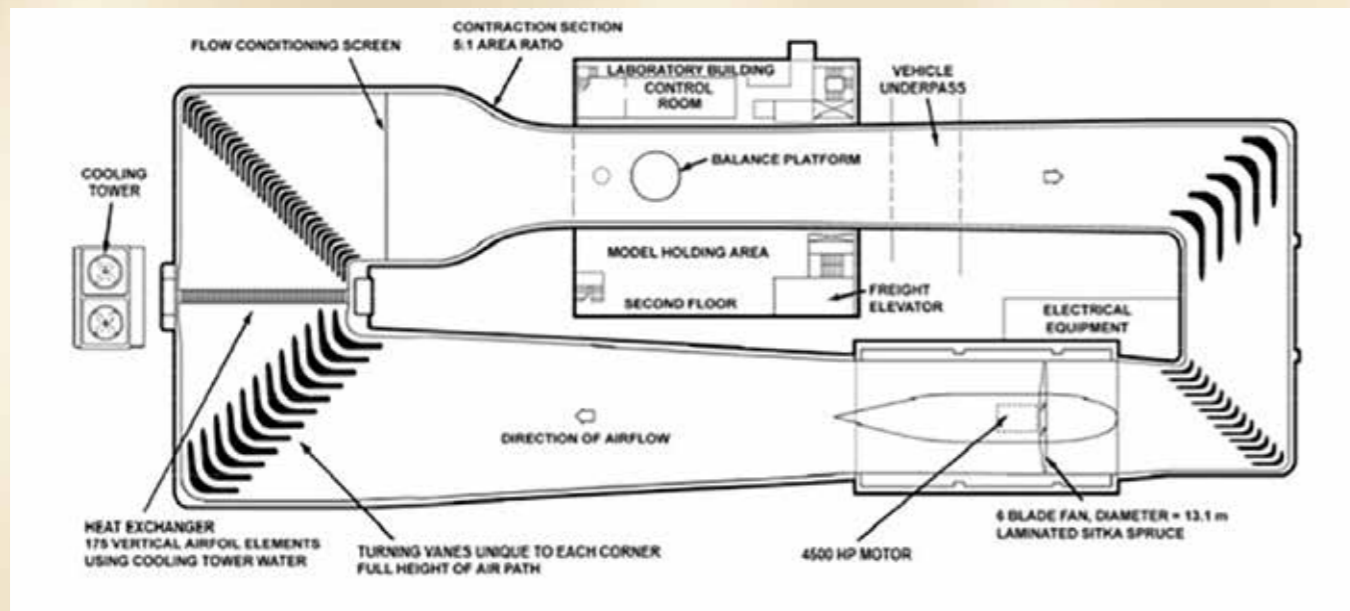 CONTRACTION SECTION
5:1 AREA RATIO
FLOW CONDITIONING SCREEN
LABORATORY BUILDING
CONTROL
ROOM
VEHICLE
UNDERPASS
COOLING
TOWER
BALANCE PLATFORM
MODEL HOLDING AREA
SECOND FLOOR
FREIGHT
ELEVATOR
ELECTRICAL
EQUIPMENT
DIRECTION OF AIRFLOW
HEAT EXCHANGER
175 VERTICAL AIRFOIL ELEMENTS
USING COOLING TOWER WATER
TURNING VANES UNIQUE TO EACH CORNER
FULL HEIGHT OF AIR PATH
4500 HP MOTOR
6 BLADE FAN, DIAMETER = 13.1 m
LAMINATED SITKA SPRUCE